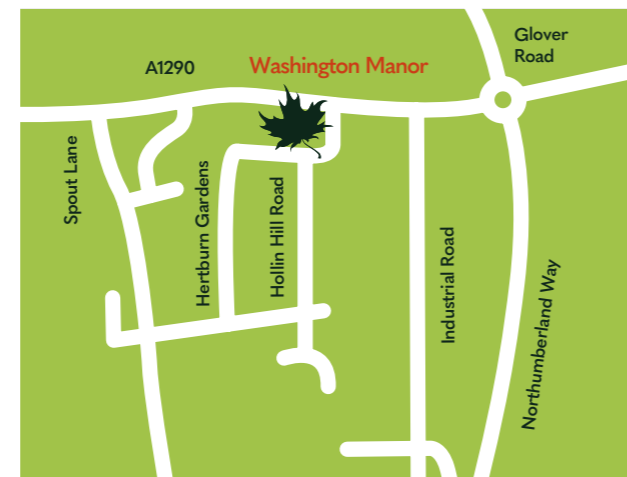 Glover
Road
A1290
Washington Manor
Spout Lane
Hertburn Gardens
Hollin Hill Road
Industrial Road
Northumberland Way